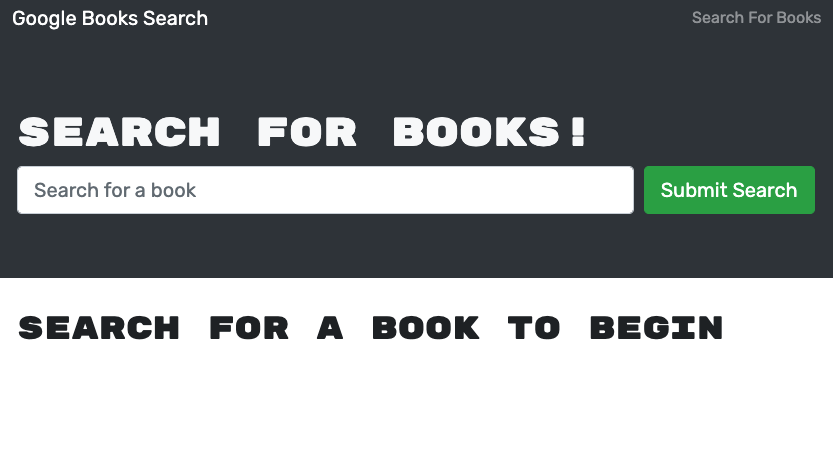 Google Books Search
Search For Books
SEARCH FOR BOOKS!
Search for a book
Submit Search
SEARCH FOR A BOOK TO BEGIN